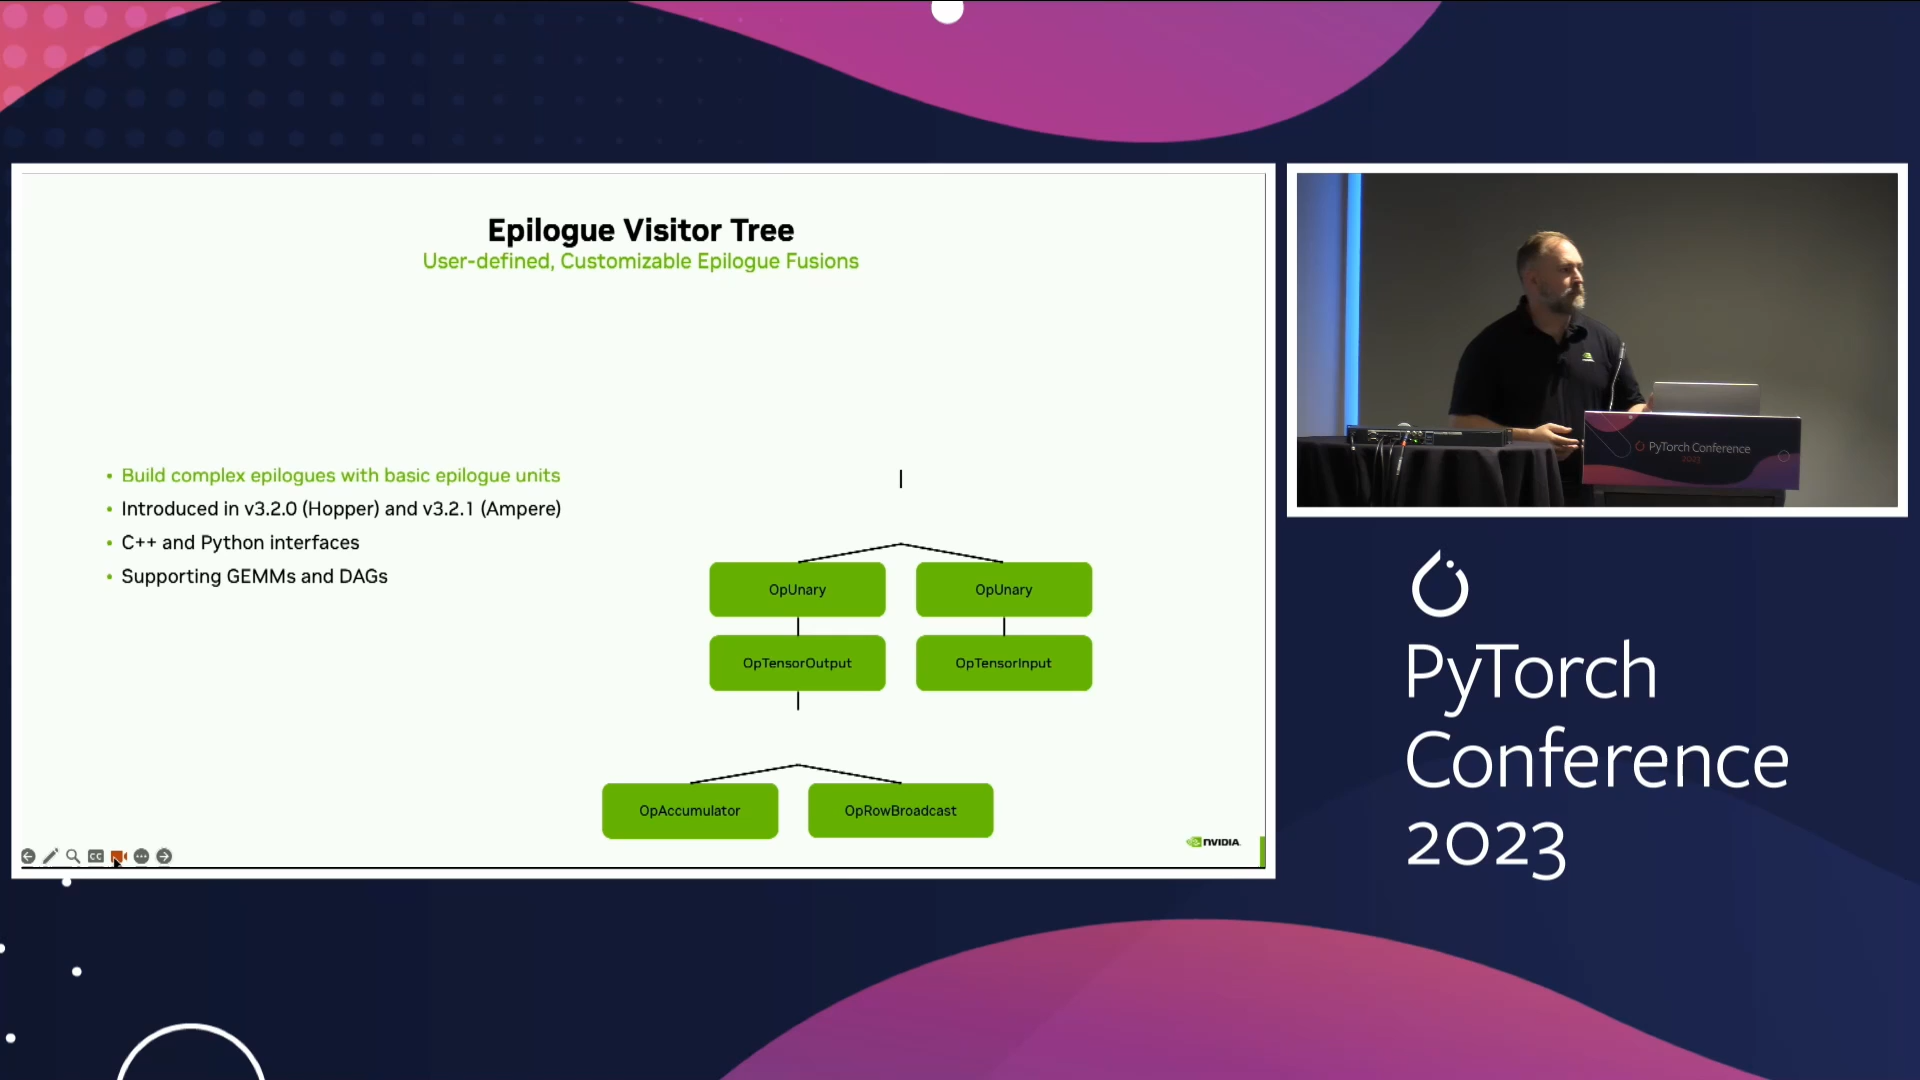 Epilogue Visitor Tree
User-defined, Customizable Epilogue Fusions
• Build complex epilogues with basic epilogue units
• Introduced in v3.2.0 (Hopper) and v3.2.1 (Ampere)
• C++ and Python interfaces
• Supporting GEMMs and DAGs
OpUnary
OpUnary
OpTensorOutput
OpTensorInput
OpAccumulator
OpRowBroadcast
NVIDIA.
CC
PyTorch Conference
2023
PyTorch
Conference
2023